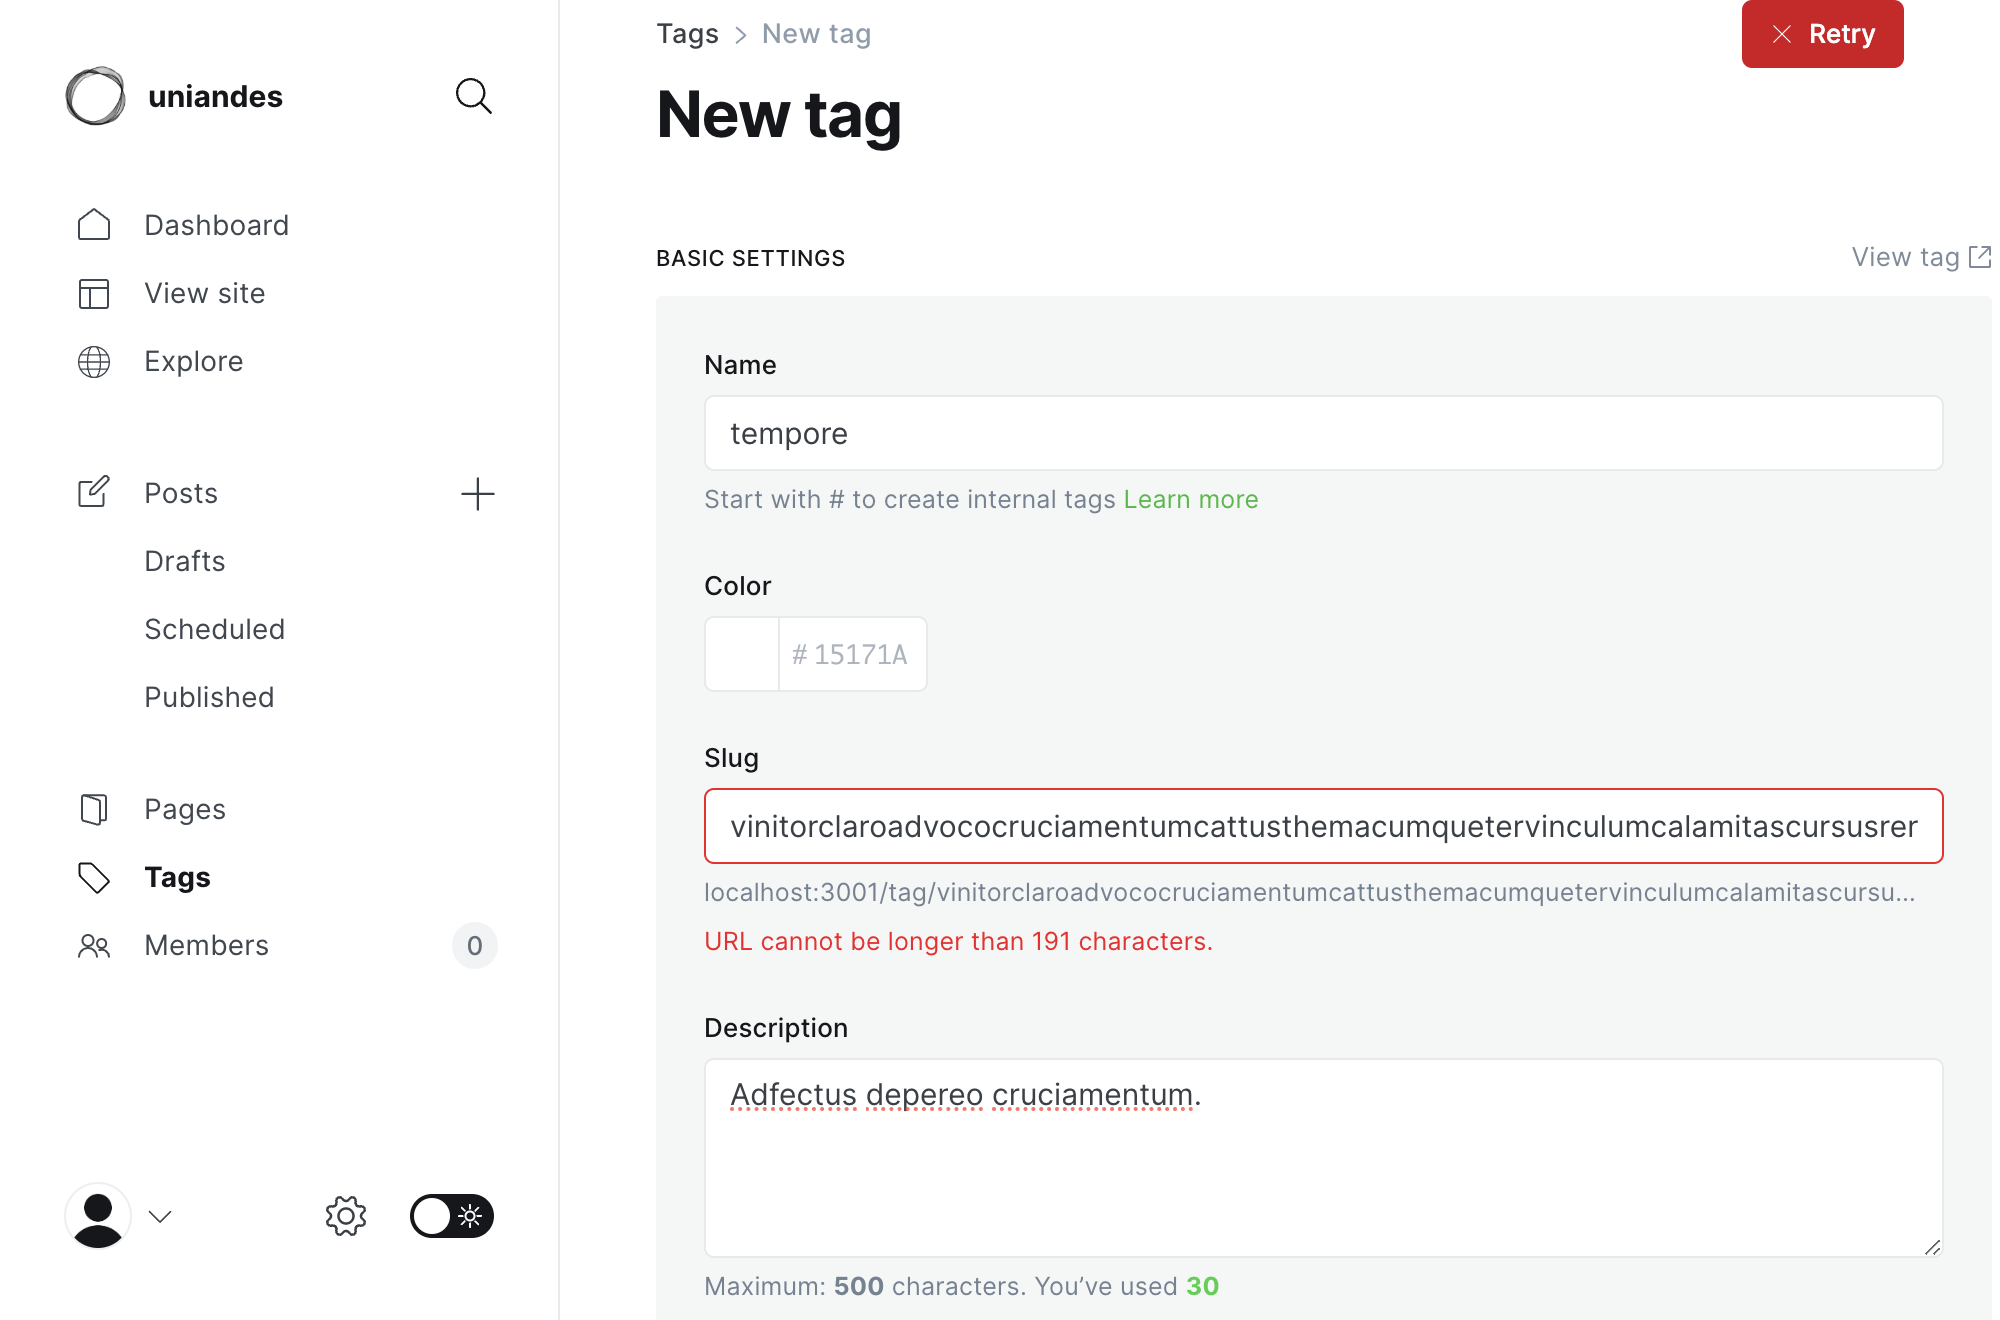 uniandes
Dashboard
View site
Explore
Posts
Drafts
Scheduled
Published
Pages
Tags
Members
0
Tags > New tag
Retry
New tag
BASIC SETTINGS
View tag
Name
tempore
Start with # to create internal tags Learn more
Color
# 15171A
Slug
vinitorclaroadvococruciamentumcattusthemacumquetervinculumcalamitascursusrer
localhost:3001/tag/vinitorclaroadvococruciamentumcattusthemacumquetervinculumcalamitascursu...
URL cannot be longer than 191 characters.
Description
Adfectus depereo cruciamentum.
Maximum: 500 characters. You’ve used 30